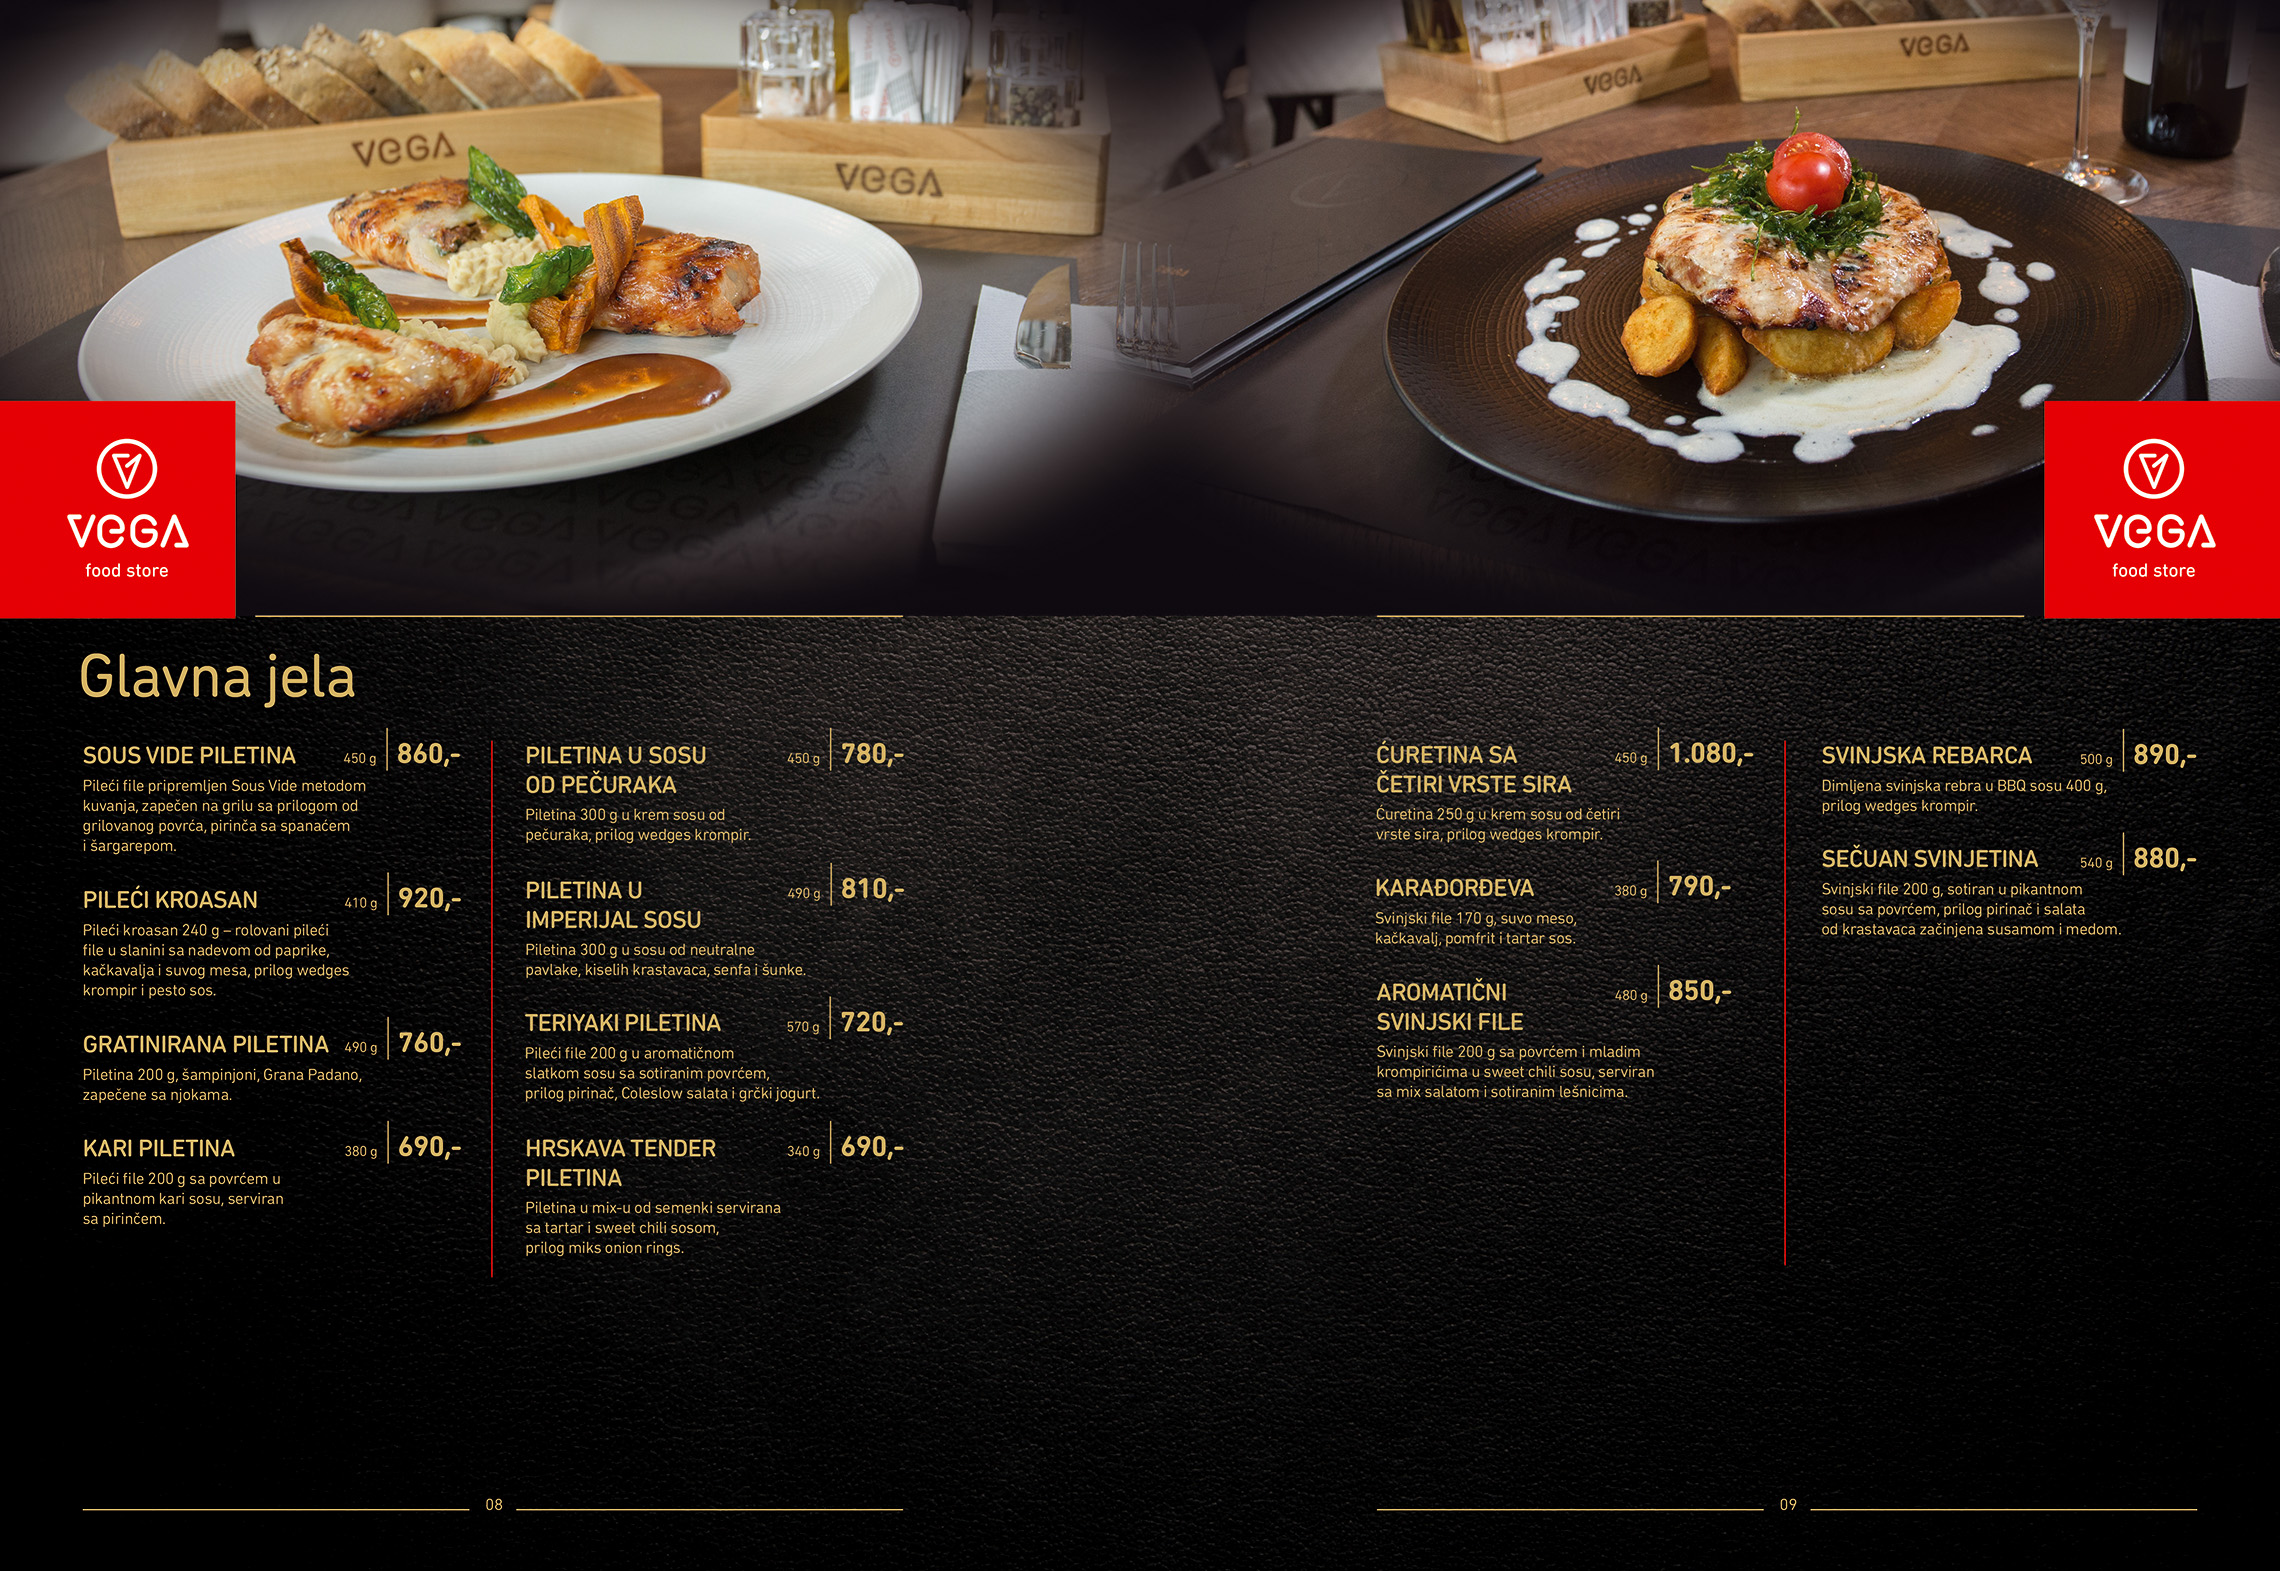 VEGA
VEGA
VEGA
VEGA
VEGA
food store
VEGA
food store
Glavna jela
SOUS VIDE PILETINA 450 g 860,-
Pileći file pripremljen Sous Vide metodom
kuvanja, zapečen na grilu sa prilogom od
grilovanog povrća, pirinča sa spanaćem
i šargarepom.
PILEĆI KROASAN 410 g 920,-
Pileći kroasan 240 g – rolovani pileći
file u slanini sa nadevom od paprike,
kačkavalja i suvog mesa, prilog wedges
krompir i pesto sos.
GRATINIRANA PILETINA 490 g 760,-
Piletina 200 g, šampinjoni, Grana Padano,
zapečene sa njokama.
KARI PILETINA 380 g 690,-
Pileći file 200 g sa povrćem u
pikantnom kari sosu, serviran
sa pirinčem.
PILETINA U SOSU 450 g 780,-
OD PEČURAKA
Piletina 300 g u krem sosu od
pečuraka, prilog wedges krompir.
PILETINA U 490 g 810,-
IMPERIJAL SOSU
Piletina 300 g u sosu od neutralne
pavlake, kiselih krastavaca, senfa i šunke.
TERIYAKI PILETINA 570 g 720,-
Pileći file 200 g u aromatičnom
slatkom sosu sa sotiranim povrćem,
prilog pirinač, Coleslow salata i grčki jogurt.
HRSKAVA TENDER 340 g 690,-
PILETINA
Piletina u mix-u od semenki servirana
sa tartar i sweet chili sosom,
prilog miks onion rings.
08
ĆURETINA SA 450 g 1.080,-
ČETIRI VRSTE SIRA
Ćuretina 250 g u krem sosu od četiri
vrste sira, prilog wedges krompir.
KARAĐORĐEVA 380 g 790,-
Svinjski file 170 g, suvo meso,
kačkavalj, pomfrit i tartar sos.
AROMATIČNI 480 g 850,-
SVINJSKI FILE
Svinjski file 200 g sa povrćem i mladim
krompirićima u sweet chili sosu, serviran
sa mix salatom i sotiranim lešnicima.
SVINJSKA REBARCA 500 g 890,-
Dimljena svinjska rebra u BBQ sosu 400 g,
prilog wedges krompir.
SEČUAN SVINJETINA 540 g 880,-
Svinjski file 200 g, sotiran u pikantnom
sosu sa povrćem, prilog pirinač i salata
od krastavaca začinjena susamom i medom.
09